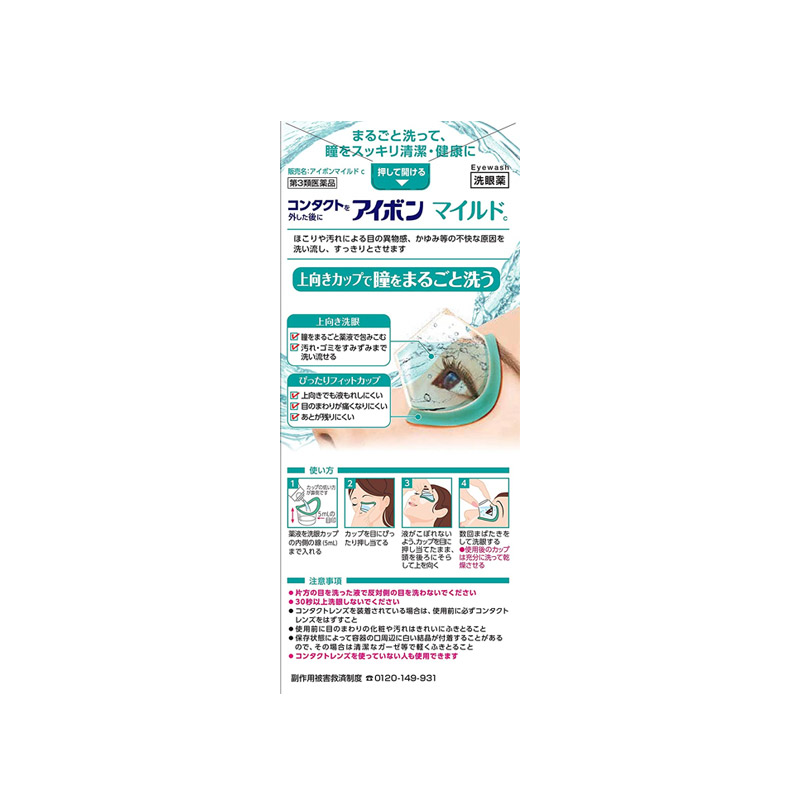 まるごと洗って、
瞳をスッキリ清潔・健康に
販売名:アイボンマイルドc
第3類医薬品
押して開ける
Eyewash
洗眼薬
コンタクトを
外した後に
アイボン マイルドc
ほこりや汚れによる目の異物感、かゆみ等の不快な原因を
洗い流し、すっきりとさせます
上向きカップで瞳をまるごと洗う
上向き洗眼
瞳をまるごと薬液で包みこむ
汚れ・ゴミをすみずみまで
洗い流せる
ぴったりフィットカップ
上向きでも液もれしにくい
目のまわりが痛くなりにくい
あとが残りにくい
使い方
1
カップの低い方
が鼻側です
5mLの
目印
薬液を洗眼カップ
の内側の線(5mL)
まで入れる
2
カップを目にぴっ
たり押し当てる
3
液がこぼれない
よう、カップを目に
押し当てたまま、
頭を後ろにそら
して上を向く
4
数回まばたきを
して洗眼する
●使用後のカップ
は充分に洗って乾
燥させる
注意事項
●片方の目を洗った液で反対側の目を洗わないでください
●30秒以上洗眼しないでください
●コンタクトレンズを装着されている場合は、使用前に必ずコンタクト
レンズをはずすこと
●使用前に目のまわりの化粧や汚れはきれいにふきとること
●保存状態によって容器の口周辺に白い結晶が付着することがある
ので、その場合は清潔なガーゼ等で軽くふきとること
●コンタクトレンズを使っていない人も使用できます
副作用被害救済制度 ☎0120-149-931